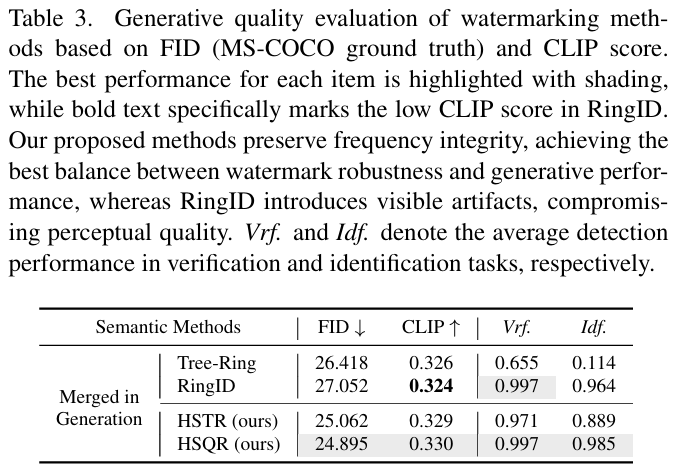 Table 3. Generative quality evaluation of watermarking meth-
ods based on FID (MS-COCO ground truth) and CLIP score.
The best performance for each item is highlighted with shading,
while bold text specifically marks the low CLIP score in RingID.
Our proposed methods preserve frequency integrity, achieving the
best balance between watermark robustness and generative perfor-
mance, whereas RingID introduces visible artifacts, compromis-
ing perceptual quality. Vrf. and Idf. denote the average detection
performance in verification and identification tasks, respectively.
Semantic Methods FID ↓ CLIP ↑ Vrf. Idf.
Merged in Generation
Tree-Ring 26.418 0.326 0.655 0.114
RingID 27.052 0.324 0.997 0.964
HSTR (ours) 25.062 0.329 0.971 0.889
HSQR (ours) 24.895 0.330 0.997 0.985